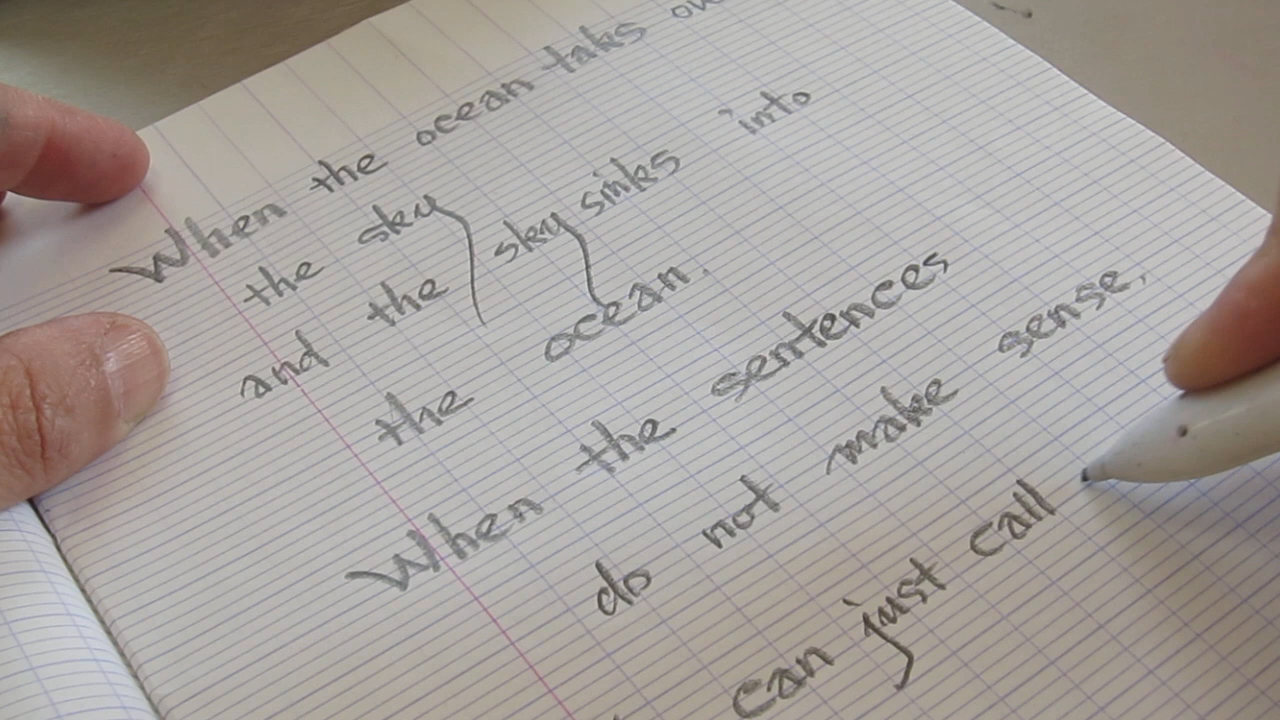 When the ocean taks
the sky into
and the sky sinks
the ocean.
When the sentences
do not make sense.
can just call